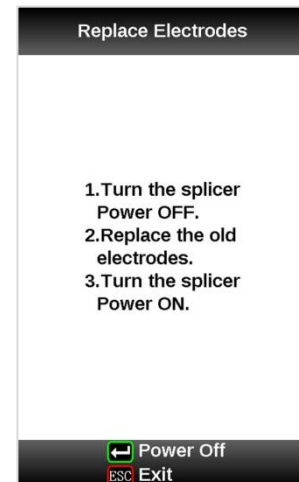 Replace Electrodes
1.Turn the splicer
Power OFF.
2.Replace the old
electrodes.
3.Turn the splicer
Power ON.
Power Off
ESC Exit